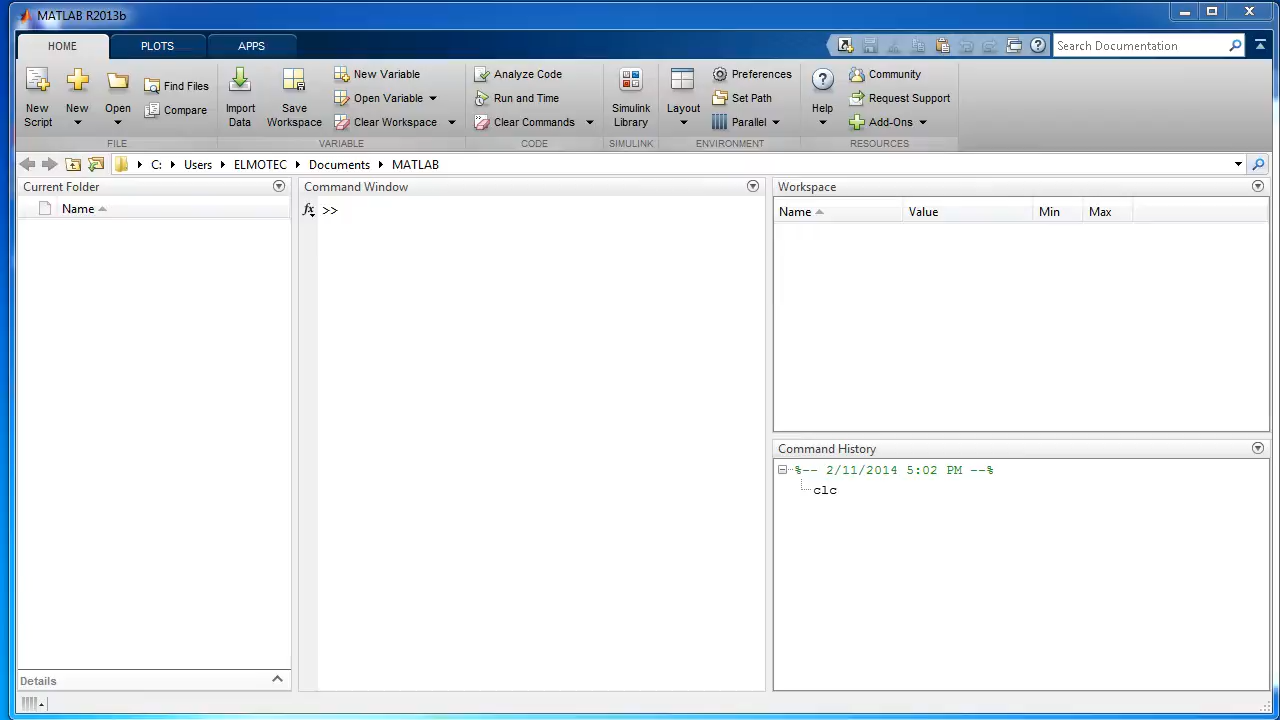 MATLAB R2013b
HOME PLOTS APPS Search Documentation
New Script New Open Find Files Compare
FILE
Import Data Save Workspace New Variable Open Variable Clear Workspace
VARIABLE
Analyze Code Run and Time Clear Commands
CODE
Simulink Library
SIMULINK
Layout Preferences Set Path Parallel
ENVIRONMENT
Help Community Request Support Add-Ons
RESOURCES
C: Users ELMOTEC Documents MATLAB
Current Folder
Name
Details
Command Window
fx >>
Workspace
Name Value Min Max
Command History
%-- 2/11/2014 5:02 PM --%
clc